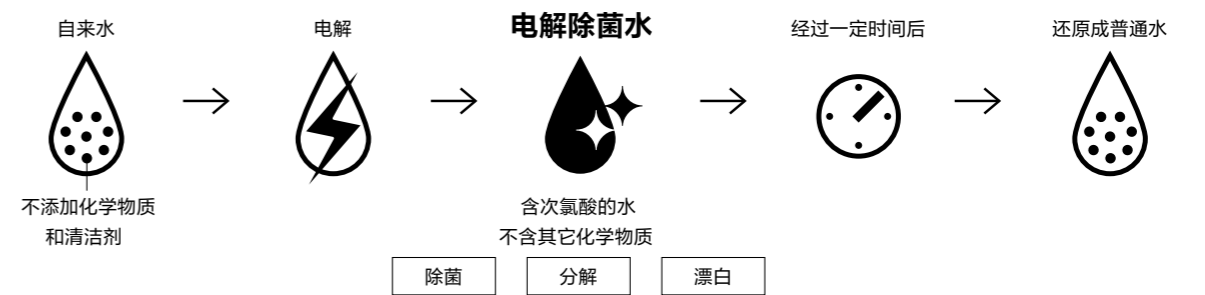 自来水
电解
电解除菌水
经过一定时间后
还原成普通水
不添加化学物质
和清洁剂
含次氯酸的水
不含其它化学物质
除菌
分解
漂白